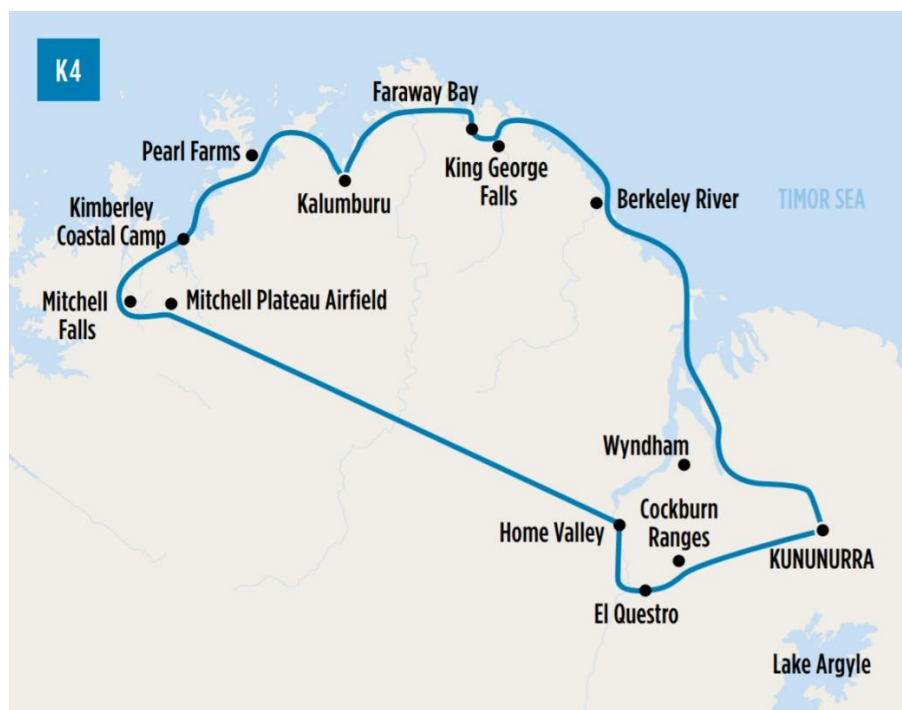 K4
Faraway Bay
Pearl Farms
King George
Falls
Kalumburu
Berkeley River
TIMOR SEA
Kimberley
Coastal Camp
Mitchell
Falls
Mitchell Plateau Airfield
Wyndham
Home Valley
Cockburn
Ranges
KUNUNURRA
El Questro
Lake Argyle